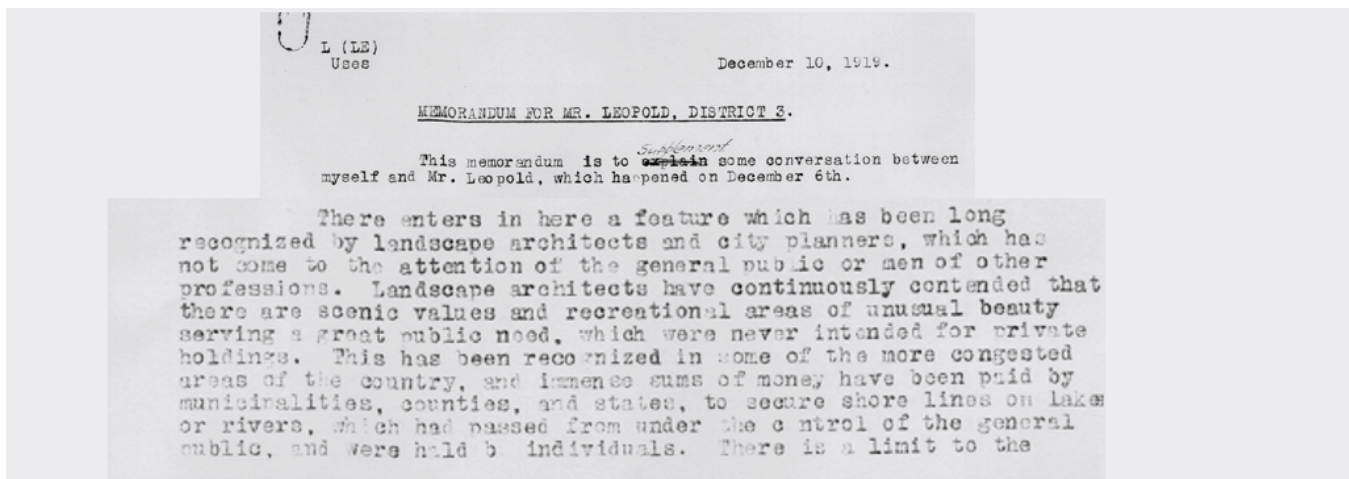 L (LE)
Uses
December 10, 1919.
MEMORANDUM FOR MR. LEOPOLD, DISTRICT 3.
Supplement
This memorandum is to explain some conversation between
myself and Mr. Leopold, which happened on December 6th.
There enters in here a feature which has been long
recognized by landscape architects and city planners, which has
not come to the attention of the general public or men of other
professions. Landscape architects have continuously contended that
there are scenic values and recreational areas of unusual beauty
serving a great public need, which were never intended for private
holdings. This has been recognized in some of the more congested
areas of the country, and immense sums of money have been paid by
municipalities, counties, and states, to secure shore lines on lakes
or rivers, which had passed from under the control of the general
public, and were held by individuals. There is a limit to the